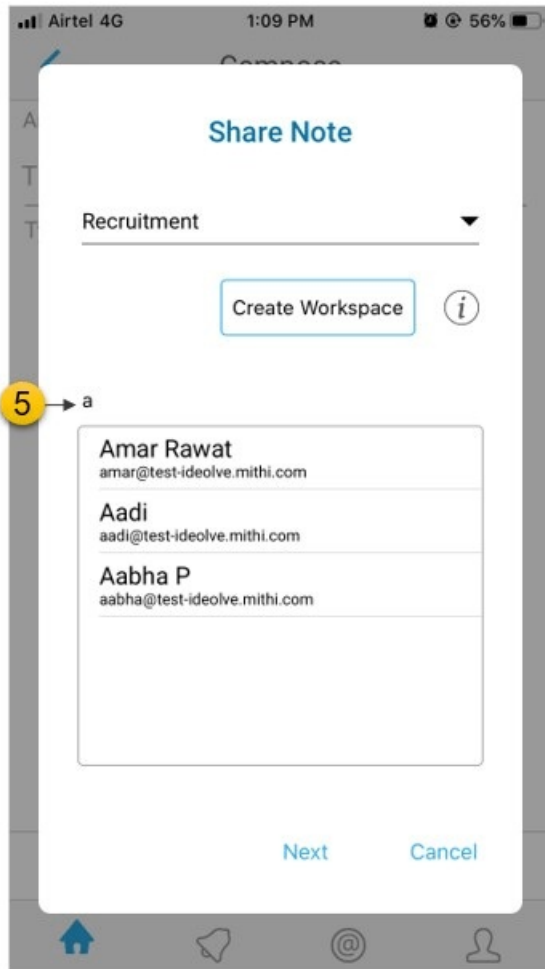 Airtel 4G 1:09 PM 56%
Compose
A
Share Note
T
Recruitment
T
Create Workspace i
5 a
Amar Rawat
amar@test-ideolve.mithi.com
Aadi
aadi@test-ideolve.mithi.com
Aabha P
aabha@test-ideolve.mithi.com
Next Cancel
@